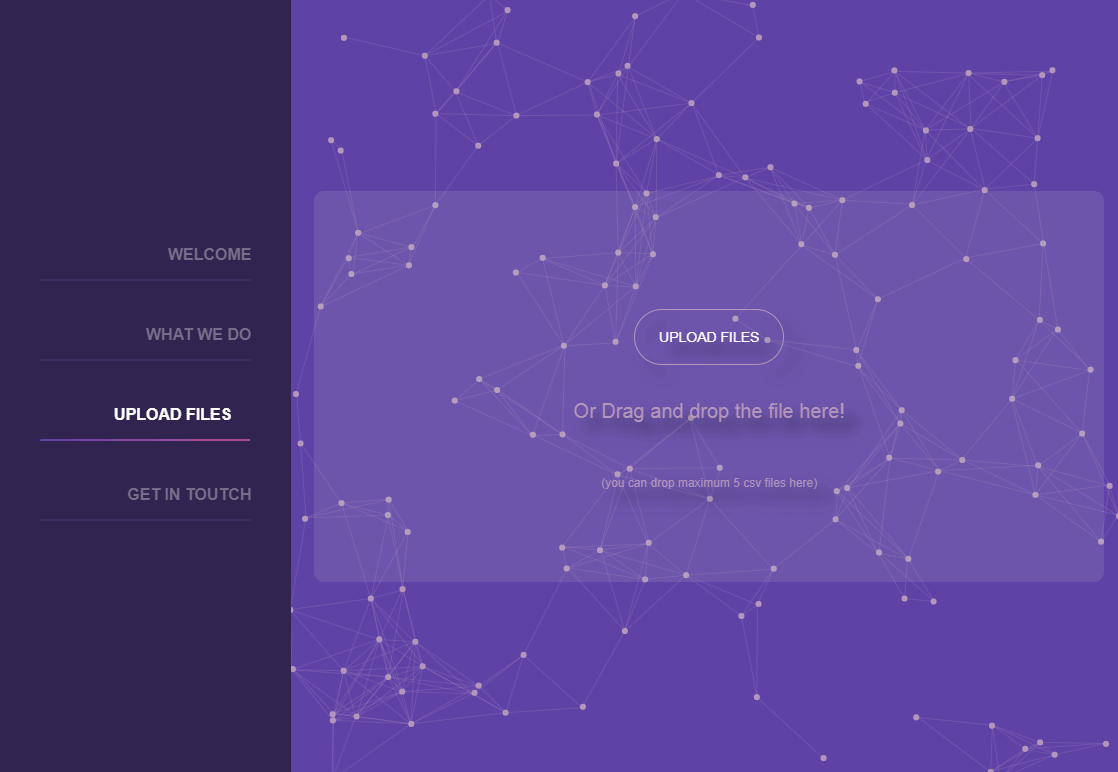 WELCOME
WHAT WE DO
UPLOAD FILES
GET IN TOUTCH
UPLOAD FILES
Or Drag and drop the file here!
(you can drop maximum 5 csv files here)